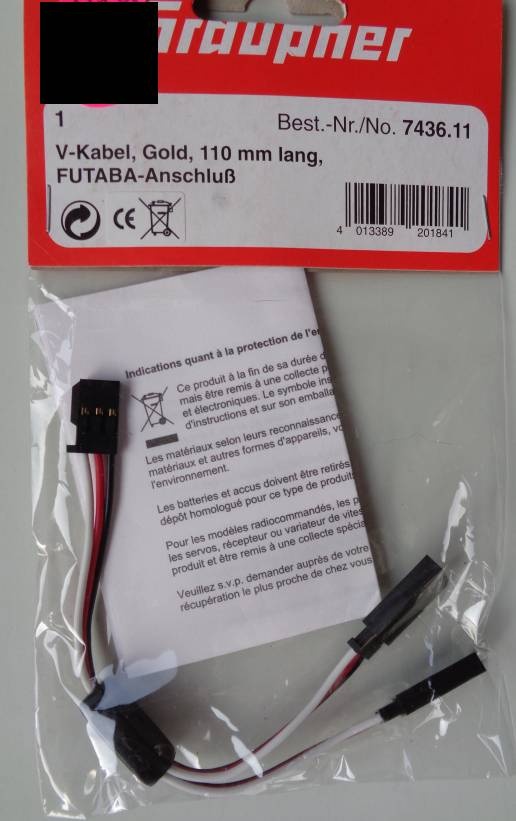 Graupner
1
Best.-Nr./No. 7436.11
V-Kabel, Gold, 110 mm lang,
FUTABA-Anschluß
CE
4 013389 201841
Indications quant à la protection de l'en
Ce produit à la fin de sa durée d
mais être remis à une collecte p
et électroniques. Le symbole ins
d'instructions et sur son emballa
Les matériaux selon leurs reconnaissance
matériaux et autres formes d'appareils, vo
l'environnement.
Les batteries et accus doivent être retirés
dépôt homologué pour ce type de produits
Pour les modèles radiocommandés, les p
les servos, récepteur ou variateur de vites
produit et être remis à une collecte spécia
Veuillez s.v.p. demander auprès de votre
récupération le plus proche de chez vous